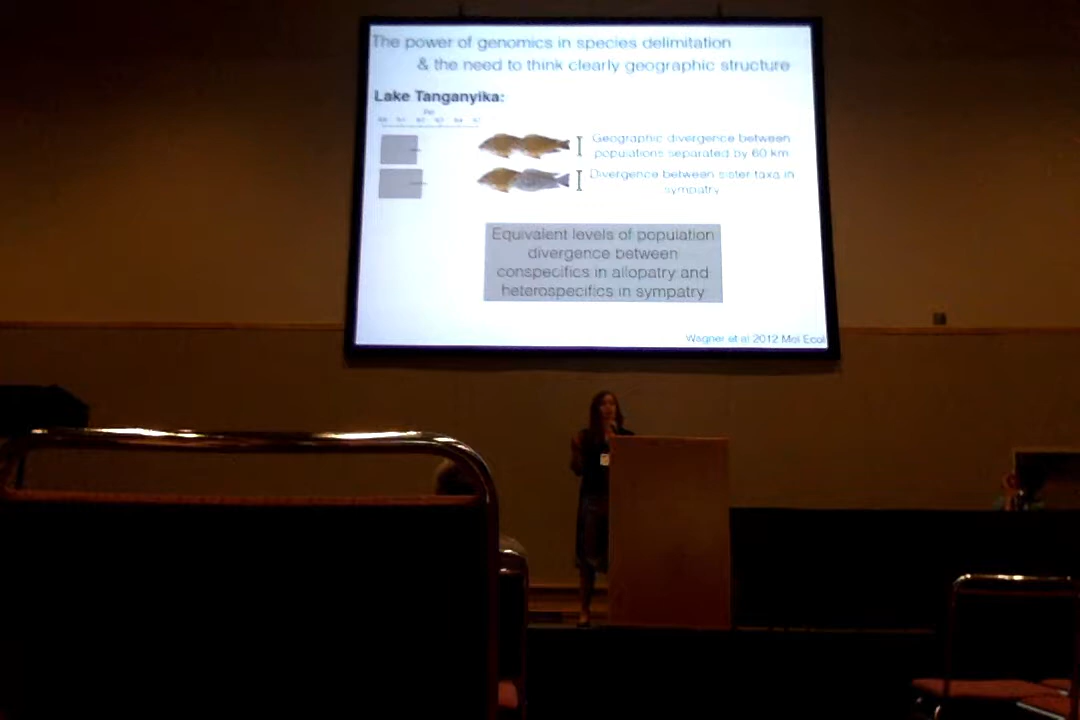 The power of genomics in species delimitation
& the need to think clearly geographic structure
Lake Tanganyika:
Geographic divergence between
populations separated by 60 km
Divergence between sister taxa in
sympatry
Equivalent levels of population
divergence between
conspecifics in allopatry and
heterospecifics in sympatry
Wagner et al 2012 Mol Ecol